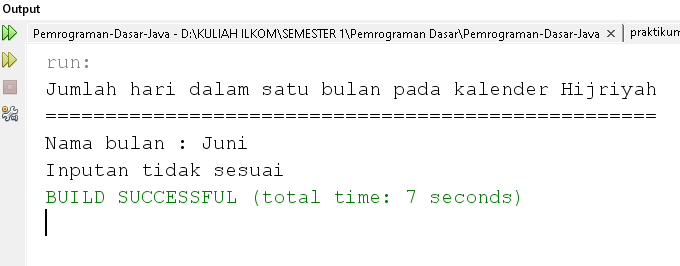 Output
Pemrograman-Dasar-Java - D:\KULIAH ILKOM\SEMESTER 1\Pemrograman Dasar\Pemrograman-Dasar-Java × praktikum
run:
Jumlah hari dalam satu bulan pada kalender Hijriyah
===================================================
Nama bulan : Juni
Inputan tidak sesuai
BUILD SUCCESSFUL (total time: 7 seconds)